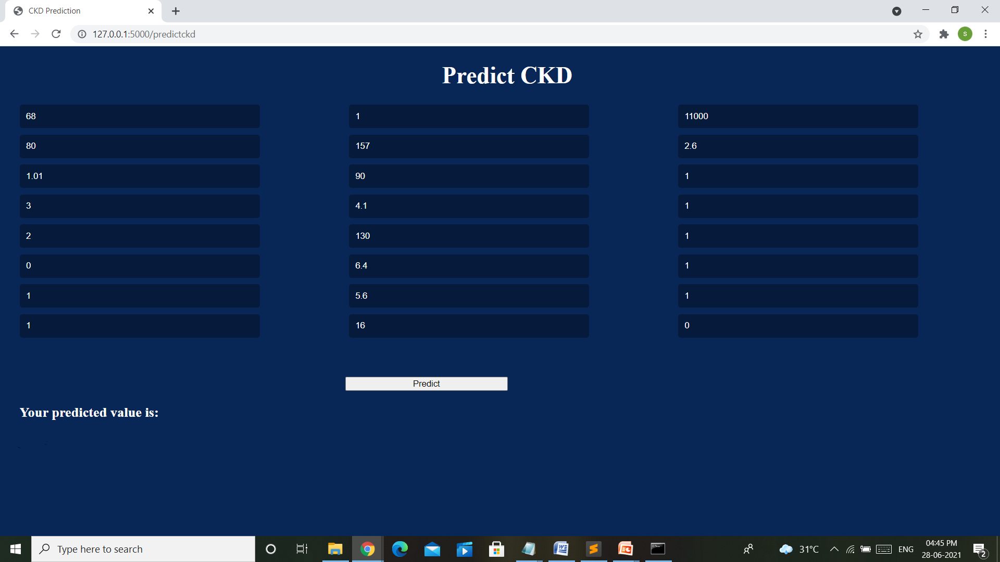 CKD Prediction
127.0.0.1:5000/predictckd
S
Predict CKD
68 1 11000
80 157 2.6
1.01 90 1
3 4.1 1
2 130 1
0 6.4 1
1 5.6 1
1 16 0
Predict
Your predicted value is:
Type here to search
31°C
ENG
04:45 PM
28-06-2021
2